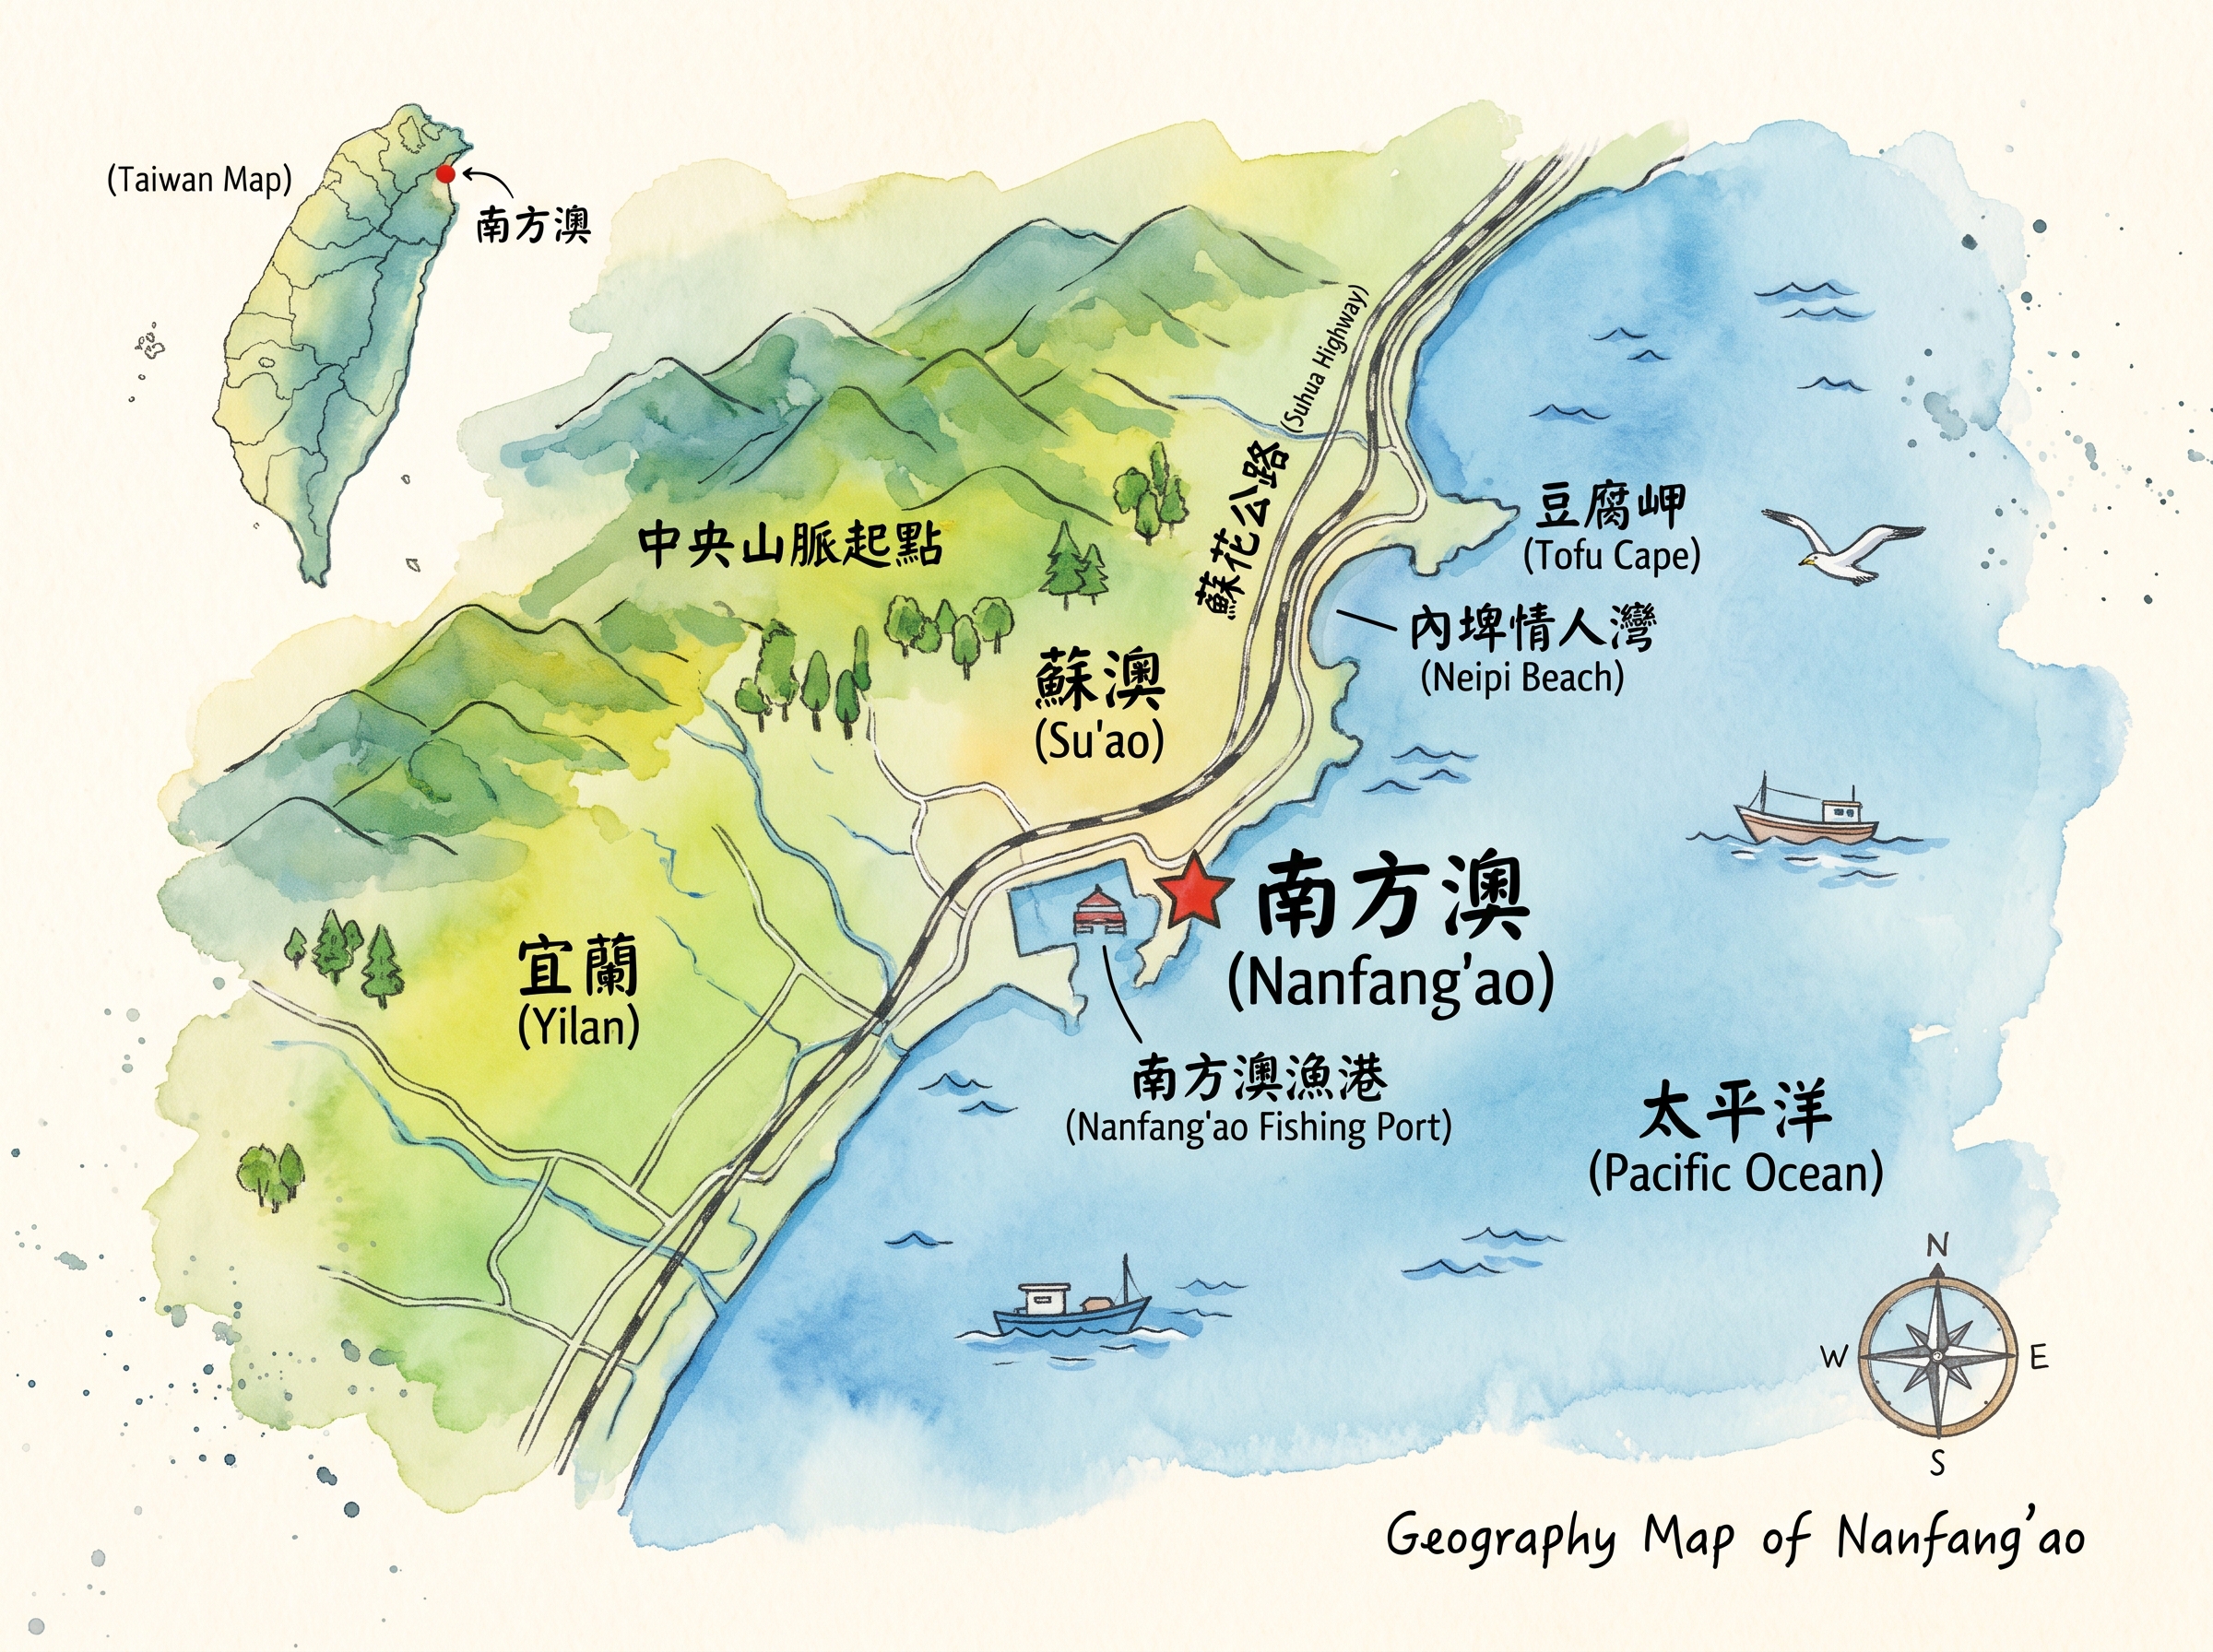 (Taiwan Map)
南方澳
(Suhua Highway)
蘇花公路
中央山脈起點
豆腐岬
(Tofu Cape)
內埤情人灣
(Neipi Beach)
蘇澳
(Su'ao)
南方澳
(Nanfang'ao)
宜蘭
(Yilan)
南方澳漁港
(Nanfang'ao Fishing Port)
太平洋
(Pacific Ocean)
N
W
E
S
Geography Map of Nanfang'ao